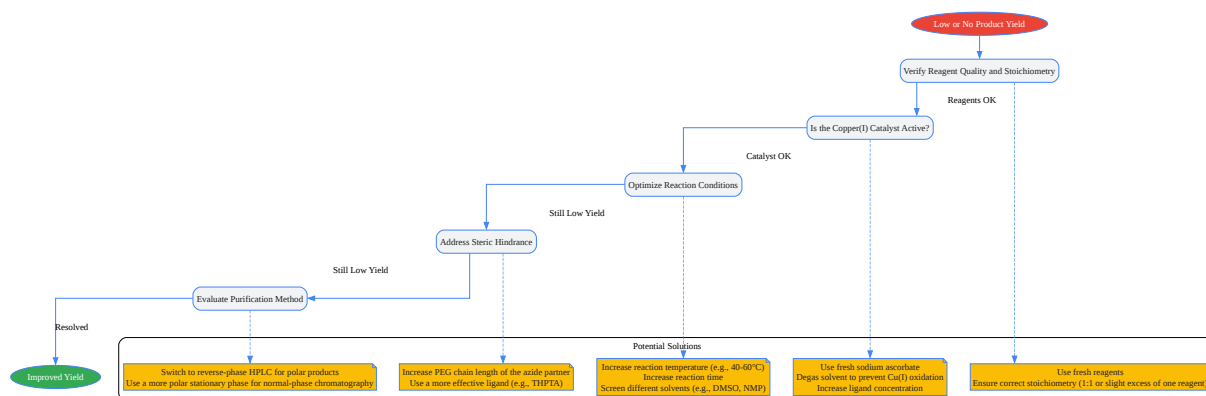 Low or No Product Yield
Verify Reagent Quality and Stoichiometry
Reagents OK
Is the Copper(I) Catalyst Active?
Catalyst OK
Optimize Reaction Conditions
Still Low Yield
Address Steric Hindrance
Still Low Yield
Evaluate Purification Method
Resolved
Improved Yield
Potential Solutions
Switch to reverse-phase HPLC for polar products
Use a more polar stationary phase for normal-phase chromatography
Increase PEG chain length of the azide partner
Use a more effective ligand (e.g., THPTA)
Increase reaction temperature (e.g., 40-60°C)
Increase reaction time
Screen different solvents (e.g., DMSO, NMP)
Use fresh sodium ascorbate
Degas solvent to prevent Cu(I) oxidation
Increase ligand concentration
Use fresh reagents
Ensure correct stoichiometry (1:1 or slight excess of one reagent)